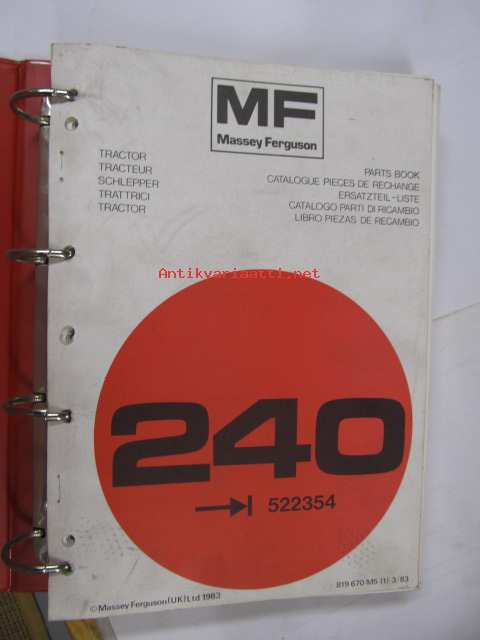 MF
Massey Ferguson
TRACTOR
TRACTEUR
SCHLEPPER
TRATTRICI
TRACTOR
PARTS BOOK
CATALOGUE PIECES DE RECHANGE
ERSATZTEIL-LISTE
CATALOGO PARTI DI RICAMBIO
LIBRO PIEZAS DE RECAMBIO
Antikvariaatti.net
240
522354
819 670 M5 (1) 3/83
© Massey Ferguson (UK) Ltd 1983